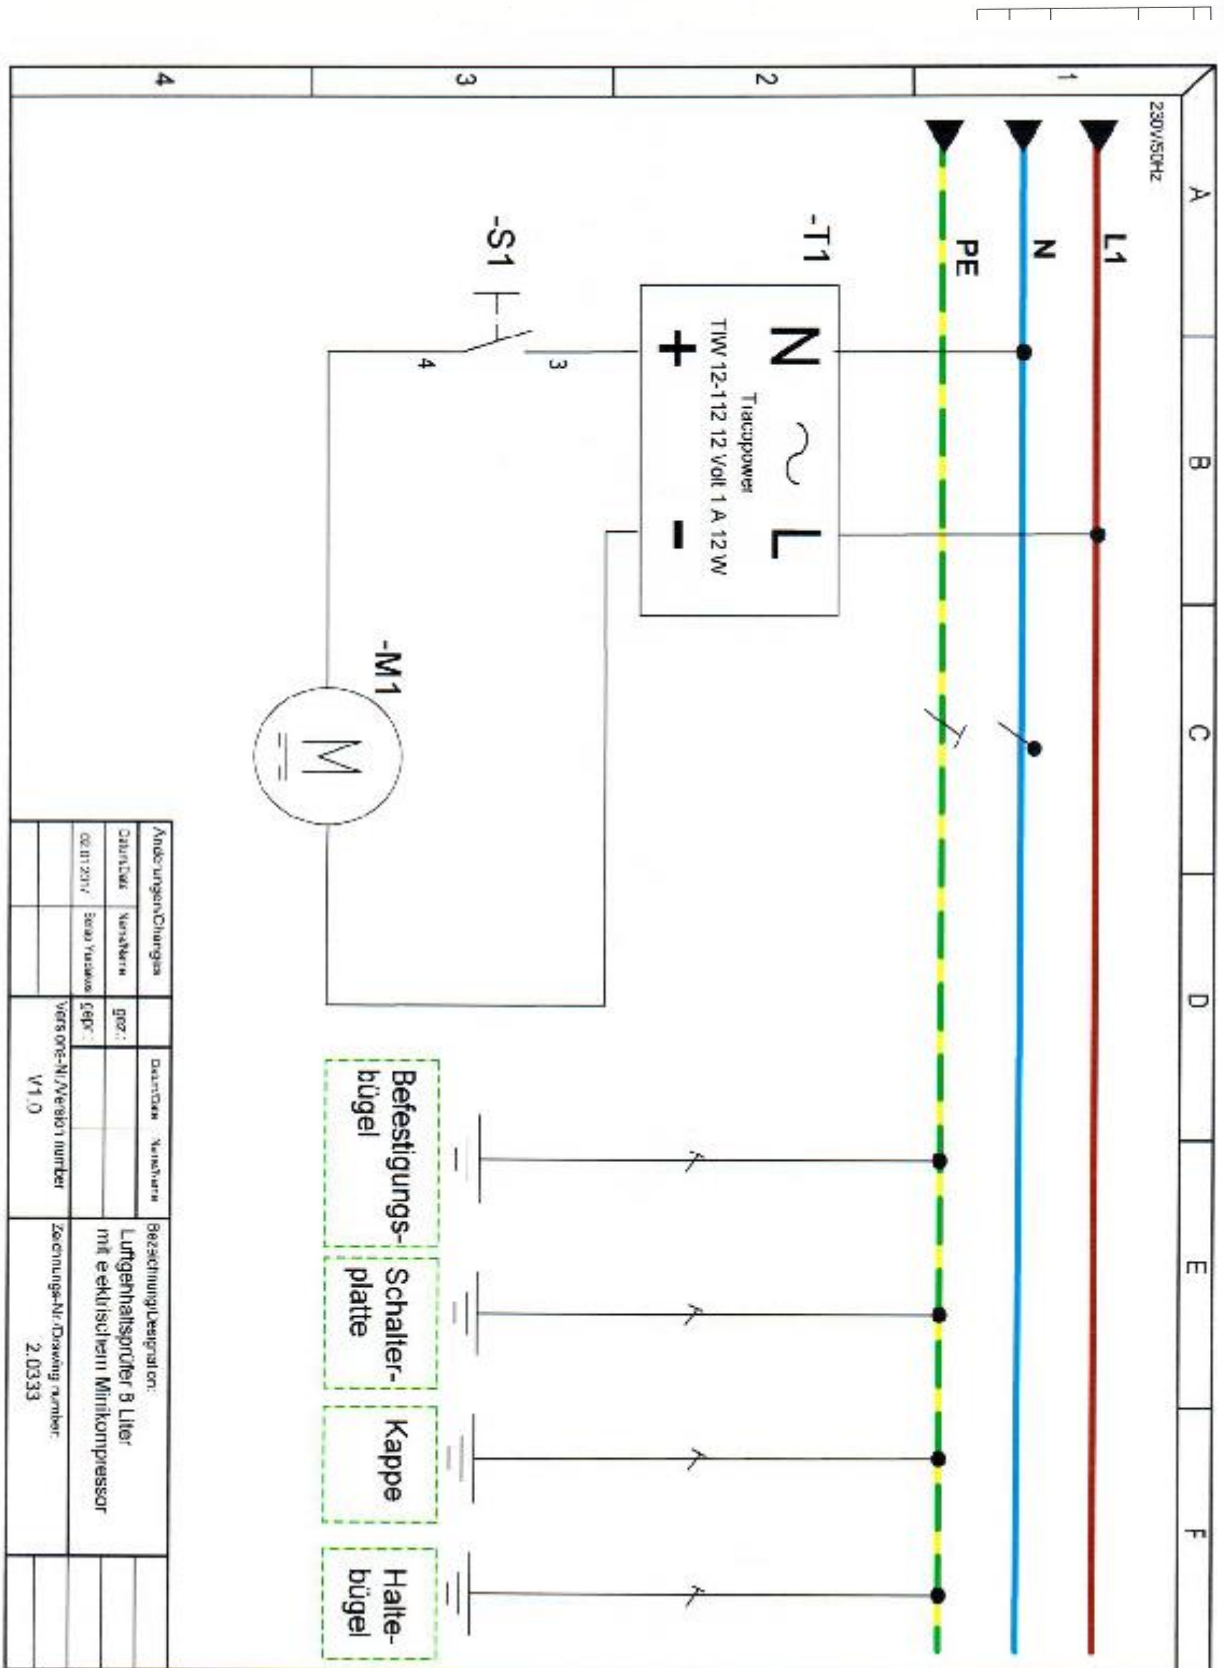 1
2
3
4
A
B
C
D
E
F
230V/50Hz
L1
N
PE
-T1
N
L
Tracopower
TIW 12-112 12 Volt 1 A 12 W
+
-
-S1
3
4
-M1
M
Befestigungs-
bügel
Schalter-
platte
Kappe
Halte-
bügel
Änderungen/Changes
Datum/Date Name/Name
02.01.2017
Datum/Date Name/Name
gez.:
gepr.:
Versions-Nr./Version number
V1.0
Bezeichnung/Designation:
Luftgehaltsprüfer 8 Liter
mit elektrischem Minikompressor
Zeichnungs-Nr./Drawing number:
2.0333